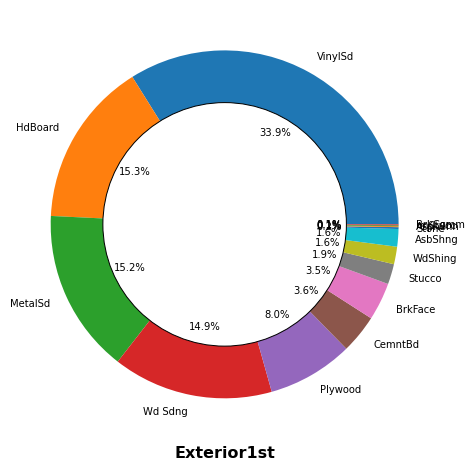 VinylSd
HdBoard
MetalSd
Wd Sdng
Plywood
CemntBd
BrkFace
Stucco
WdShing
AsbShng
33.9%
15.3%
15.2%
14.9%
8.0%
3.6%
3.5%
1.9%
1.6%
1.6%
Exterior1st